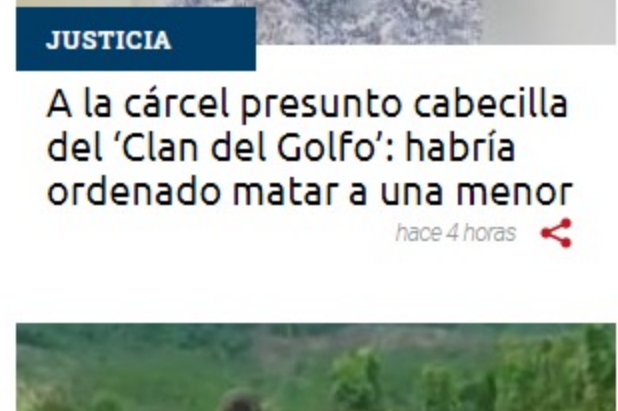 JUSTICIA
A la cárcel presunto cabecilla
del ‘Clan del Golfo’: habría
ordenado matar a una menor
hace 4 horas